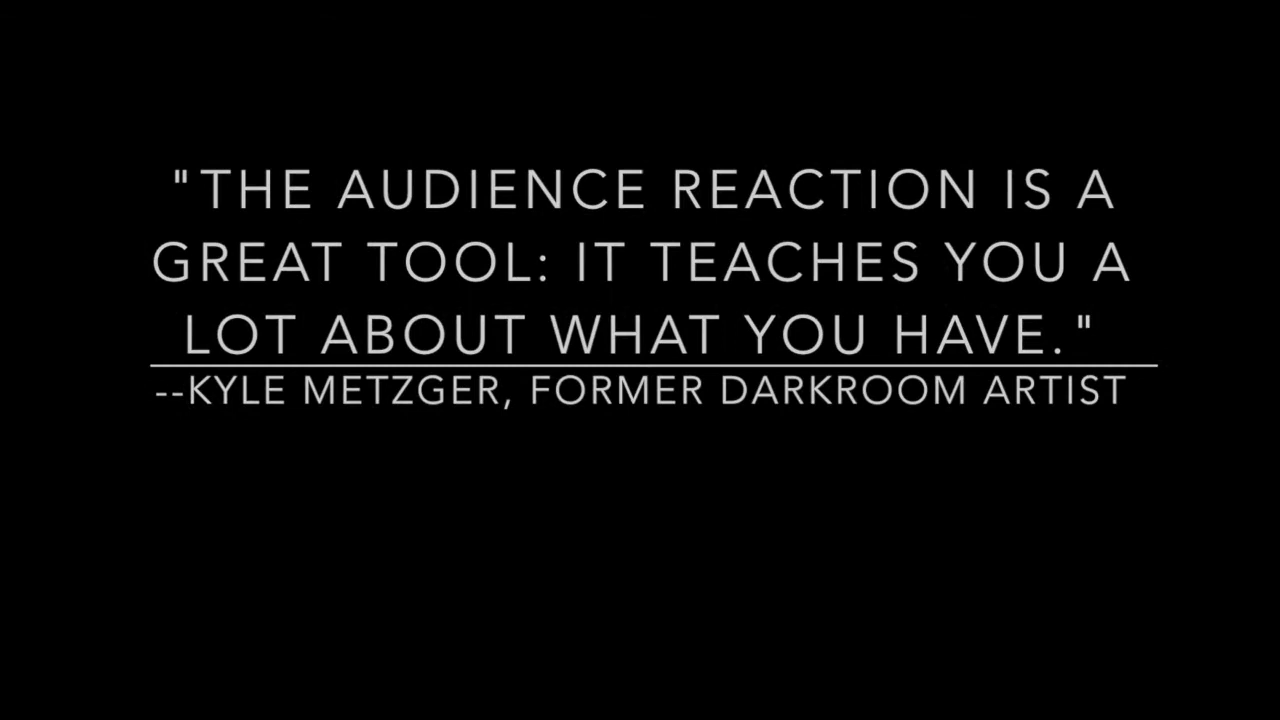 "THE AUDIENCE REACTION IS A
GREAT TOOL: IT TEACHES YOU A
LOT ABOUT WHAT YOU HAVE."
--KYLE METZGER, FORMER DARKROOM ARTIST